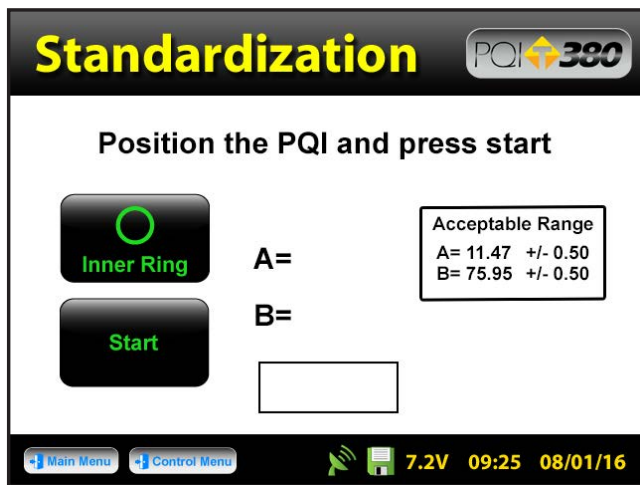 Standardization
PQI T 380
Position the PQI and press start
Inner Ring
Start
A=
B=
Acceptable Range
A= 11.47 +/- 0.50
B= 75.95 +/- 0.50
Main Menu
Control Menu
7.2V 09:25 08/01/16